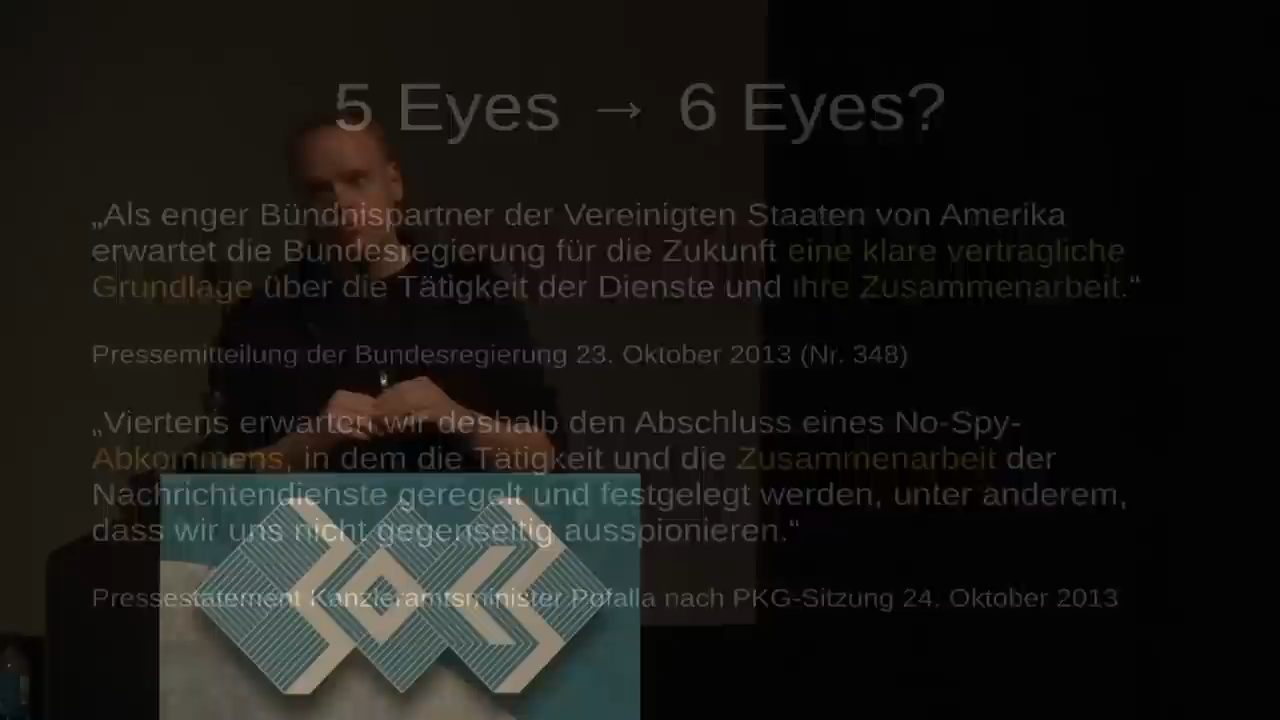 5 Eyes → 6 Eyes?
„Als enger Bündnispartner der Vereinigten Staaten von Amerika
erwartet die Bundesregierung für die Zukunft eine klare vertragliche
Grundlage über die Tätigkeit der Dienste und ihre Zusammenarbeit.“
Pressemitteilung der Bundesregierung 23. Oktober 2013 (Nr. 348)
„Viertens erwarten wir deshalb den Abschluss eines No-Spy-
Abkommens, in dem die Tätigkeit und die Zusammenarbeit der
Nachrichtendienste geregelt und festgelegt werden, unter anderem,
dass wir uns nicht gegenseitig ausspionieren.“
Pressestatement Kanzleramtsminister Pofalla nach PKG-Sitzung 24. Oktober 2013